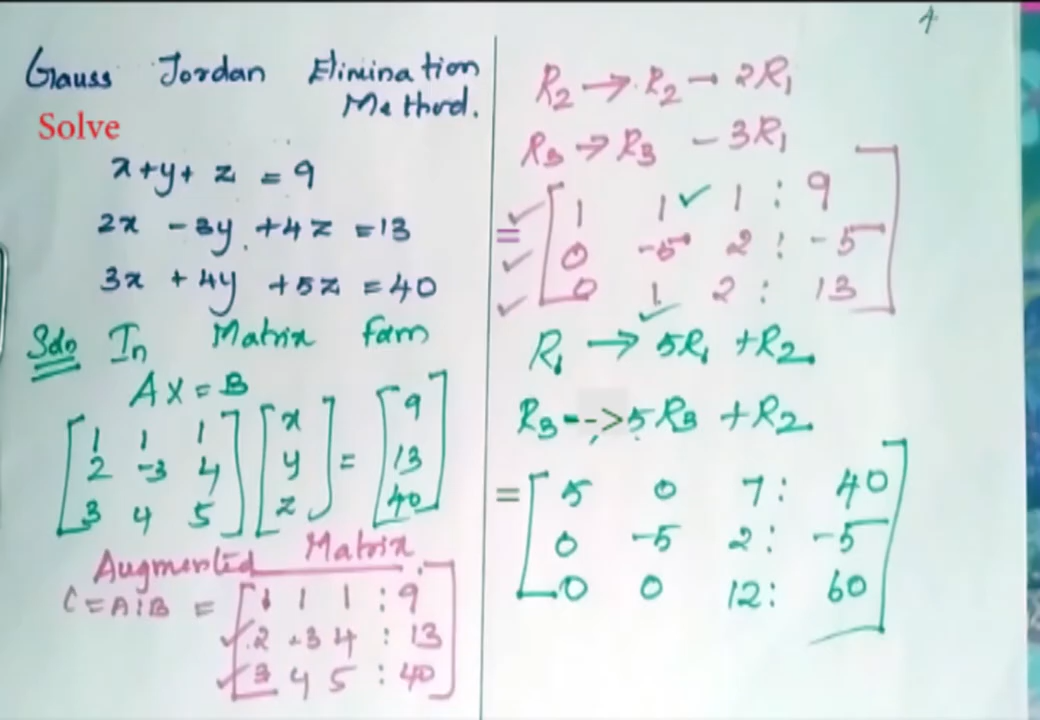 4
Gauss Jordan Elimination
Method.
Solve
x+y+ z = 9
2x - 3y +4z =13
3x + 4y +5z =40
Soln In Matrix Form
AX=B
[1 1 1] [x] = [9]
[2 -3 4] [y] = [13]
[3 4 5] [z] = [40]
Augmented Matrix
C=A:B = [1 1 1 : 9]
[2 -3 4 : 13]
[3 4 5 : 40]
R2 → R2 - 2R1
R3 → R3 - 3R1
= [1 1 1 : 9]
[0 -5 2 : -5]
[0 1 2 : 13]
R1 → 5R1 +R2.
R3 --> 5R3 +R2.
= [5 0 7 : 40]
[0 -5 2 : -5]
[0 0 12 : 60]